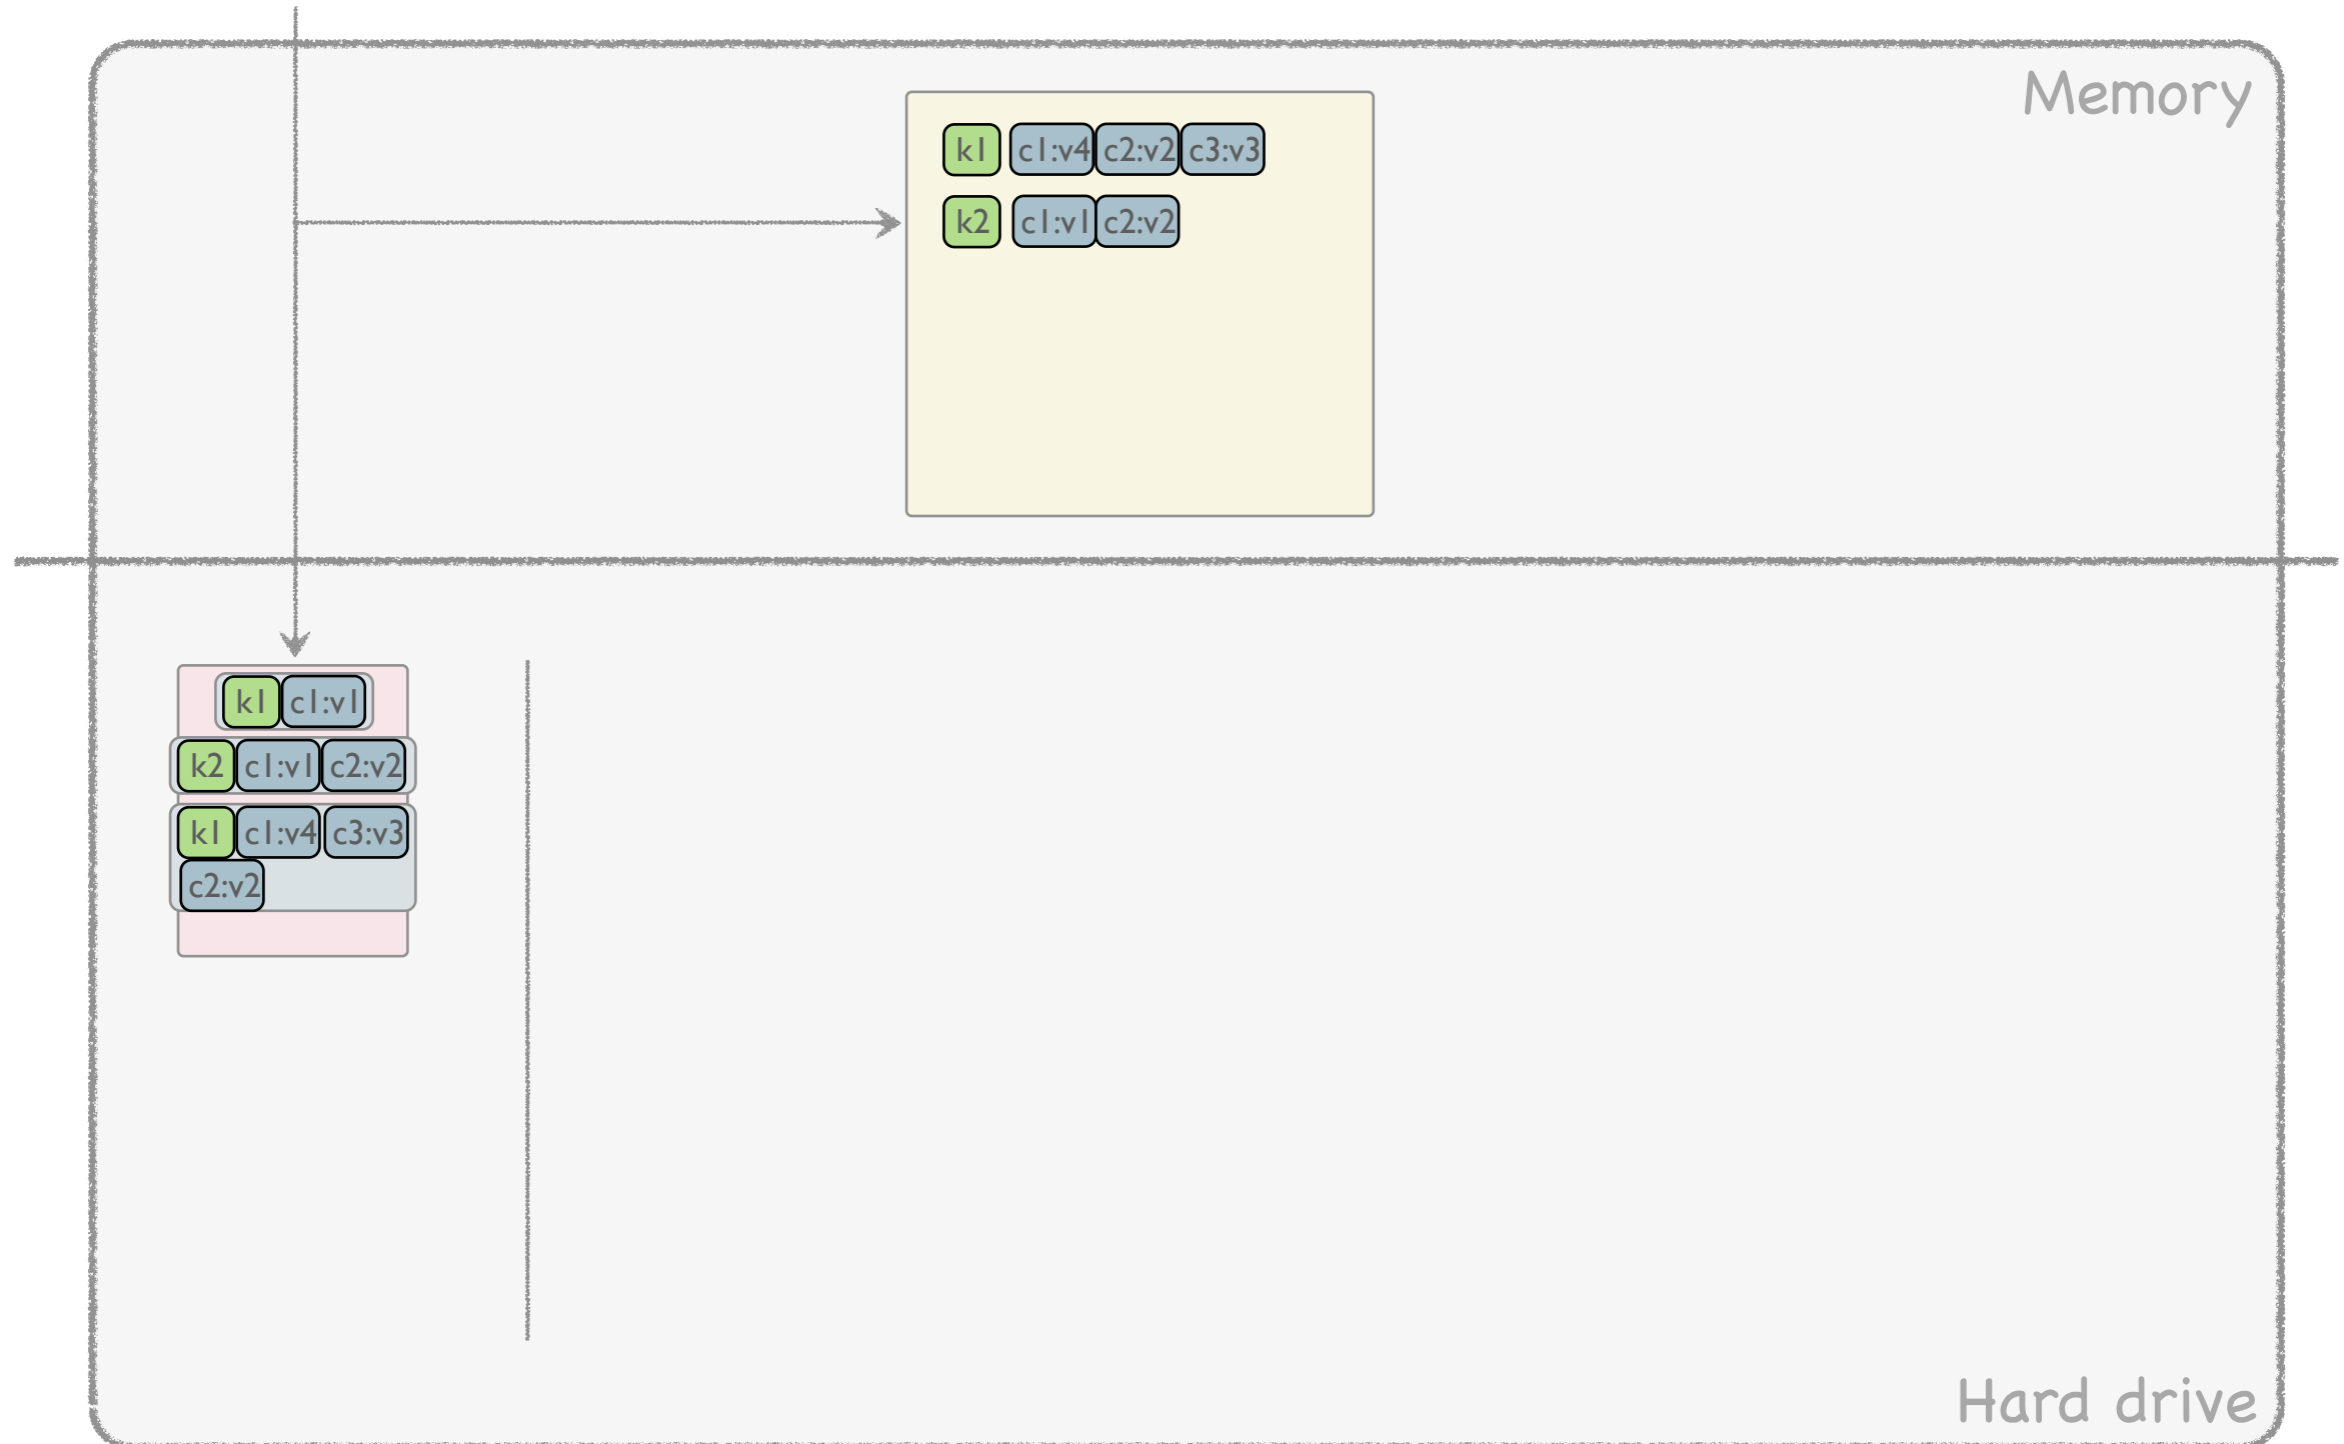 Memory
k1 c1:v4 c2:v2 c3:v3
k2 c1:v1 c2:v2
k1 c1:v1
k2 c1:v1 c2:v2
k1 c1:v4 c3:v3
c2:v2
Hard drive